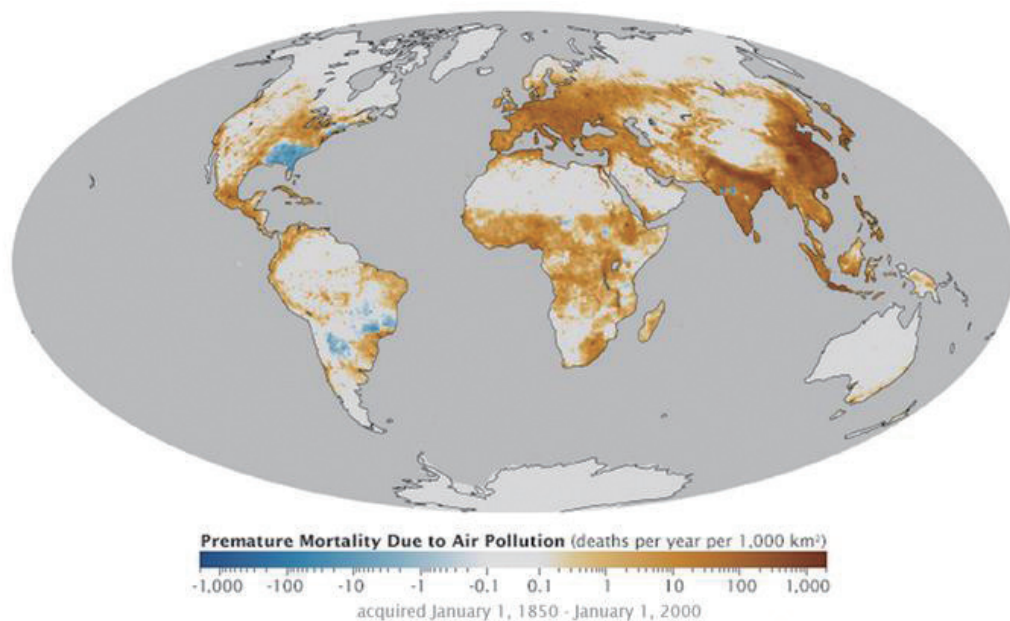 Premature Mortality Due to Air Pollution (deaths per year per 1,000 km²)
-1,000 -100 -10 -1 -0.1 0.1 1 10 100 1,000
acquired January 1, 1850 - January 1, 2000